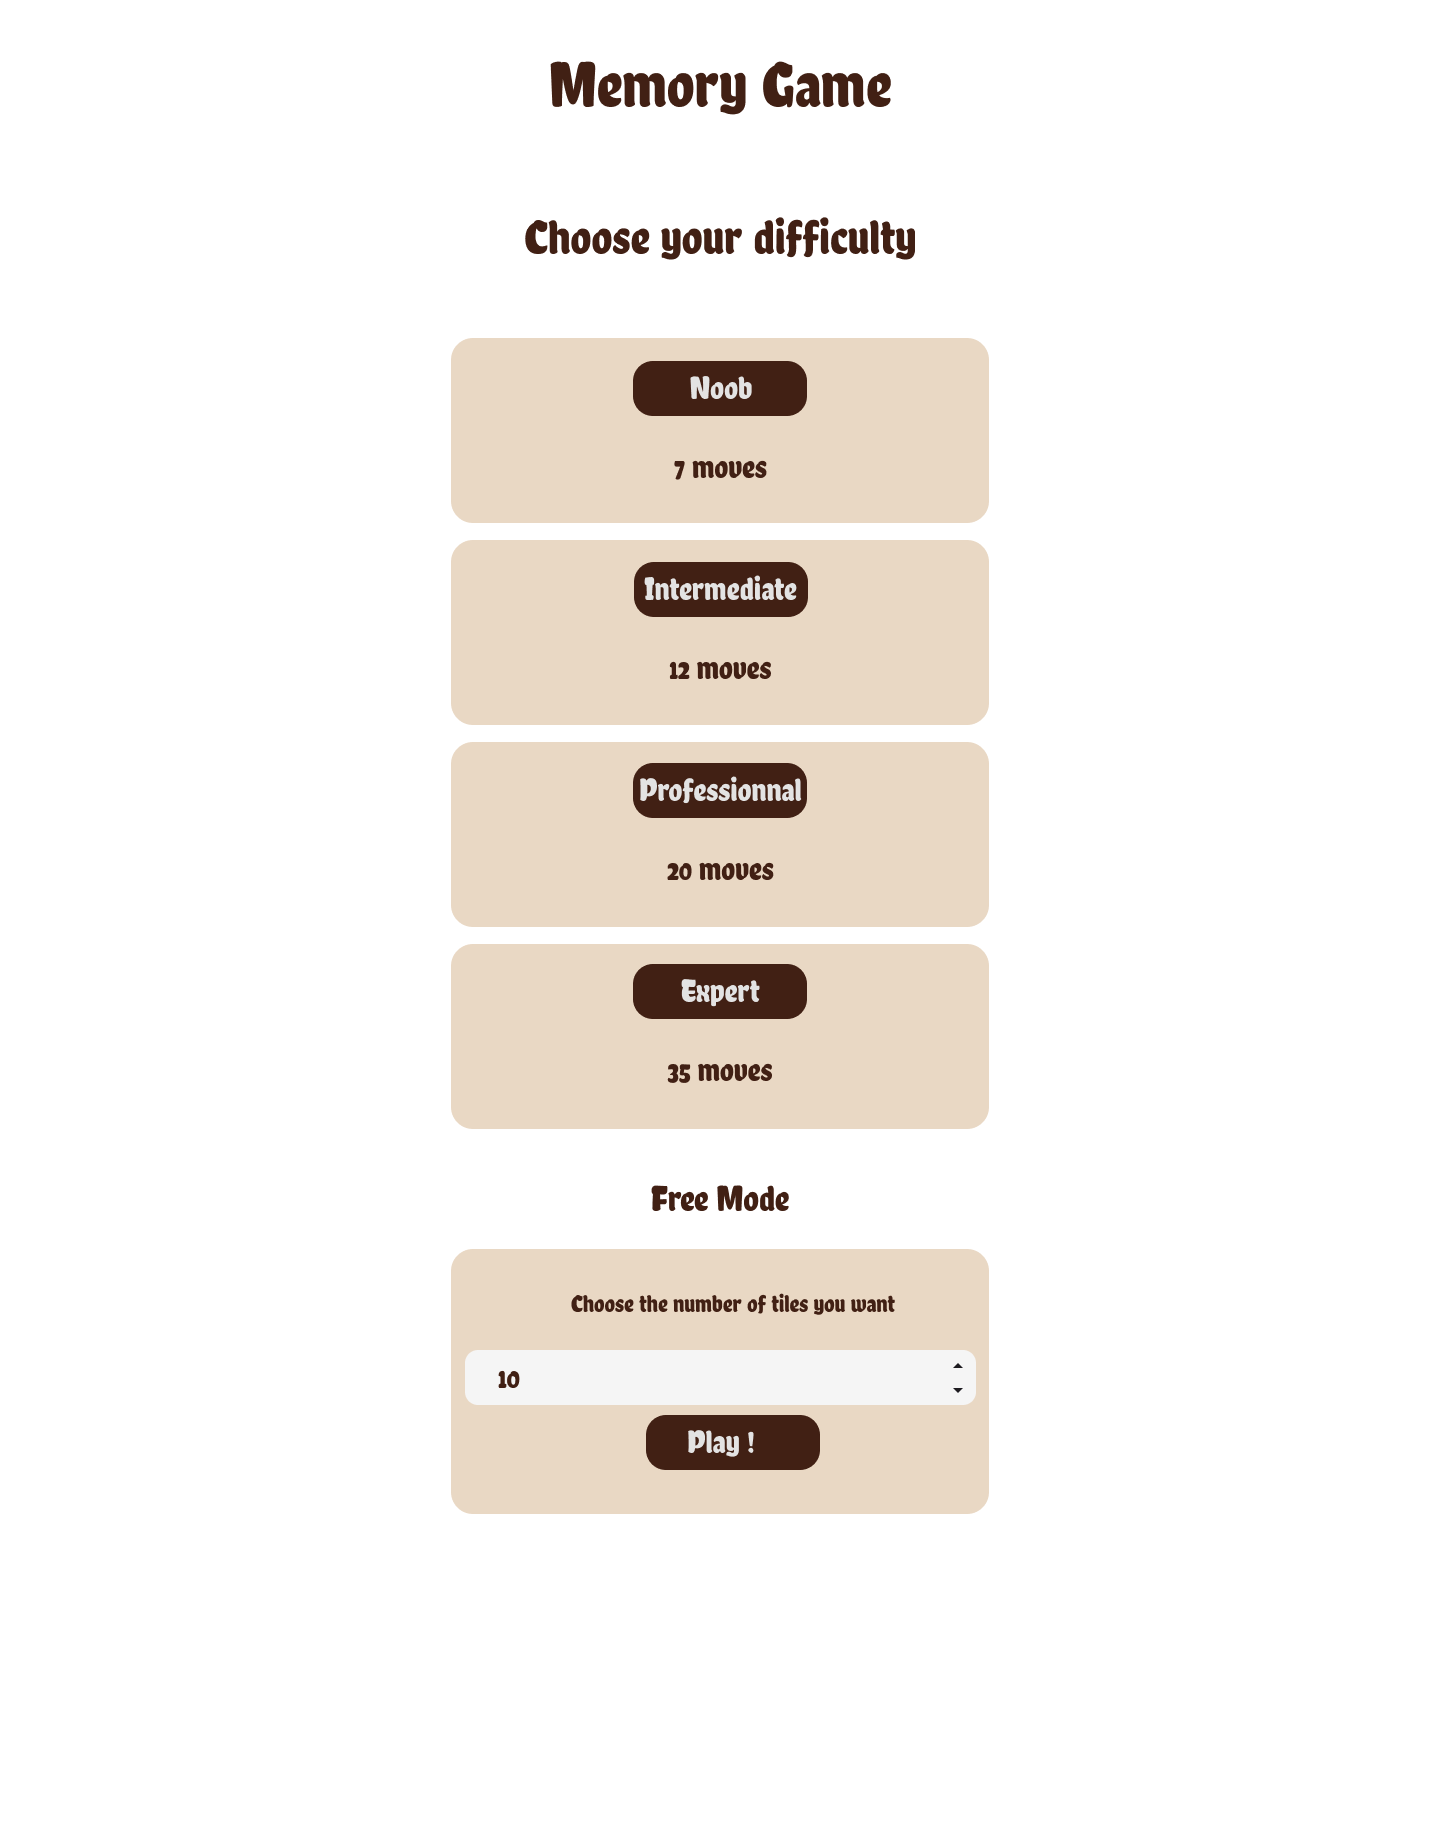 Memory Game
Choose your difficulty
Noob
7 moves
Intermediate
12 moves
Professionnal
20 moves
Expert
35 moves
Free Mode
Choose the number of tiles you want
10
Play !